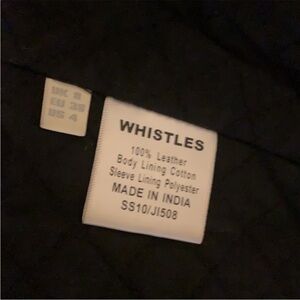 UK 8
EU 36
US 4
WHISTLES
100% Leather
Body Lining Cotton
Sleeve Lining Polyester
MADE IN INDIA
SS10/JI508